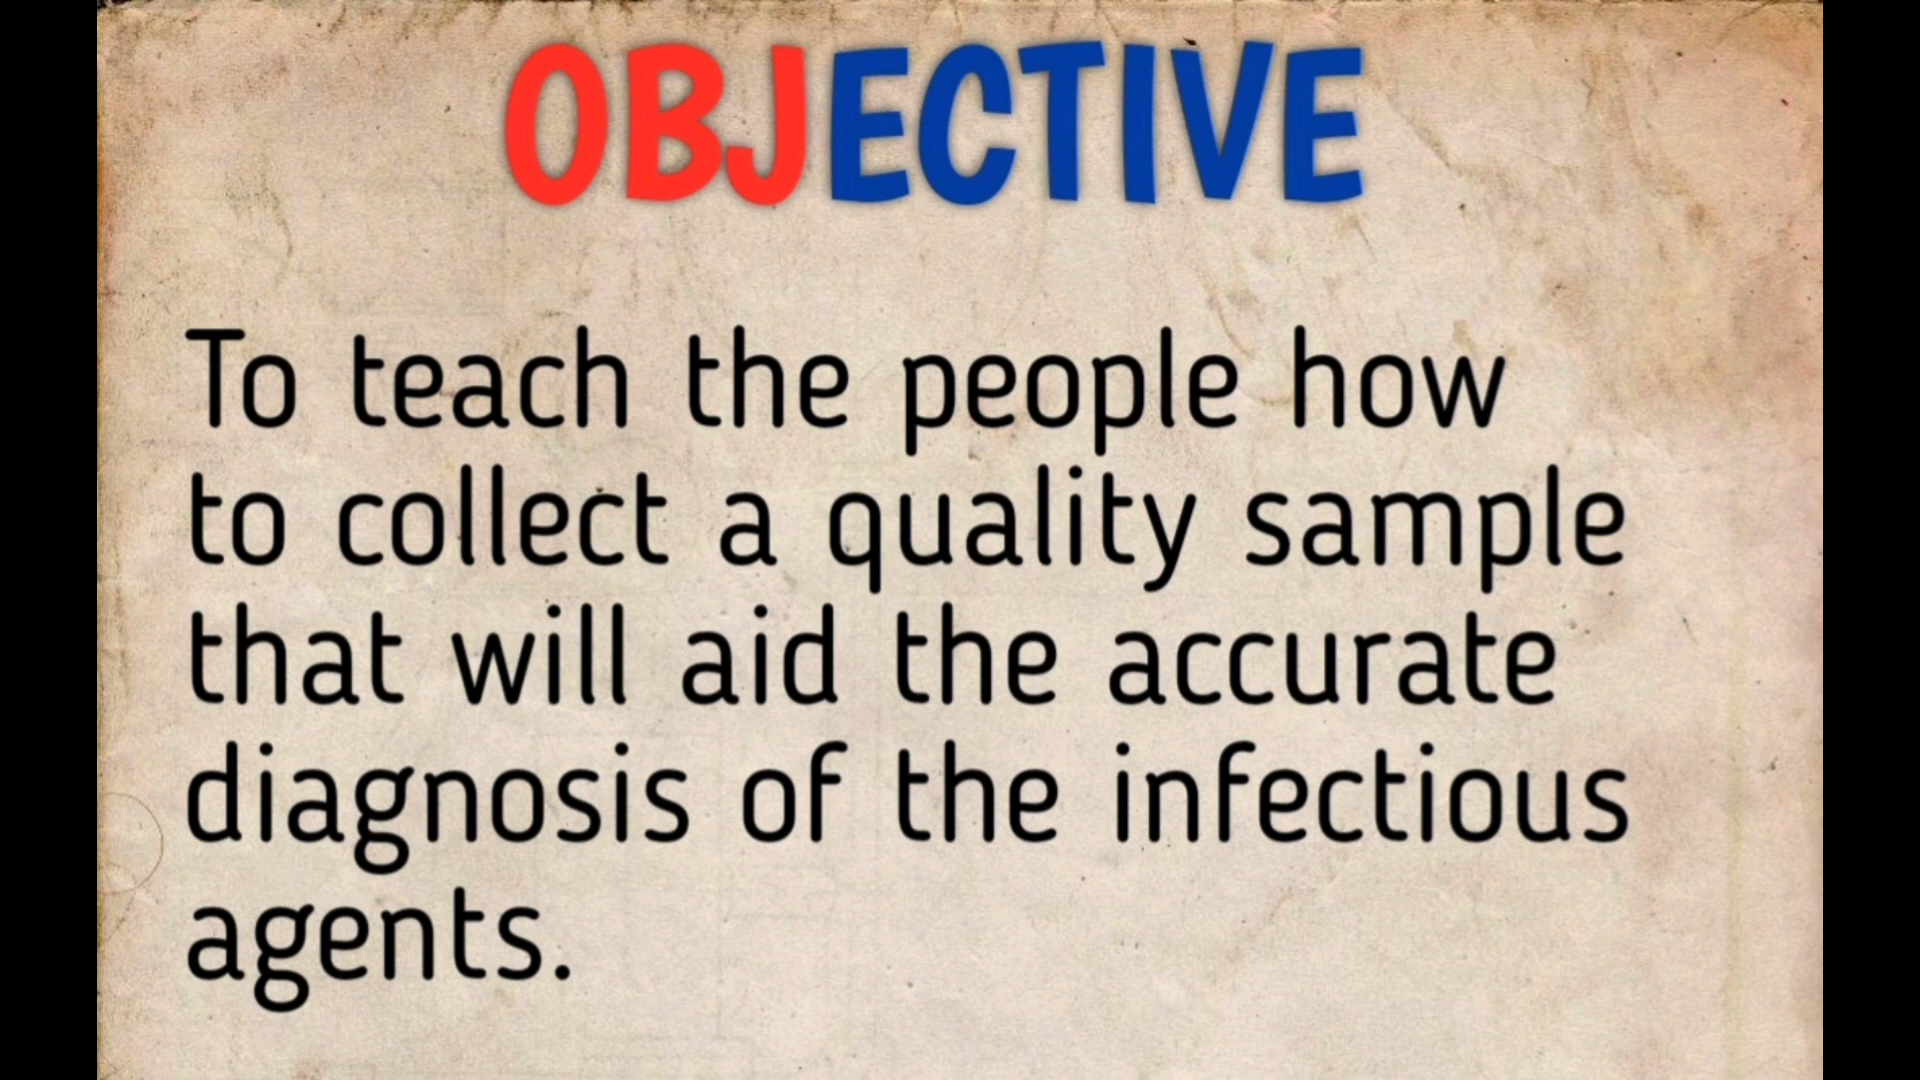 OBJECTIVE
To teach the people how
to collect a quality sample
that will aid the accurate
diagnosis of the infectious
agents.